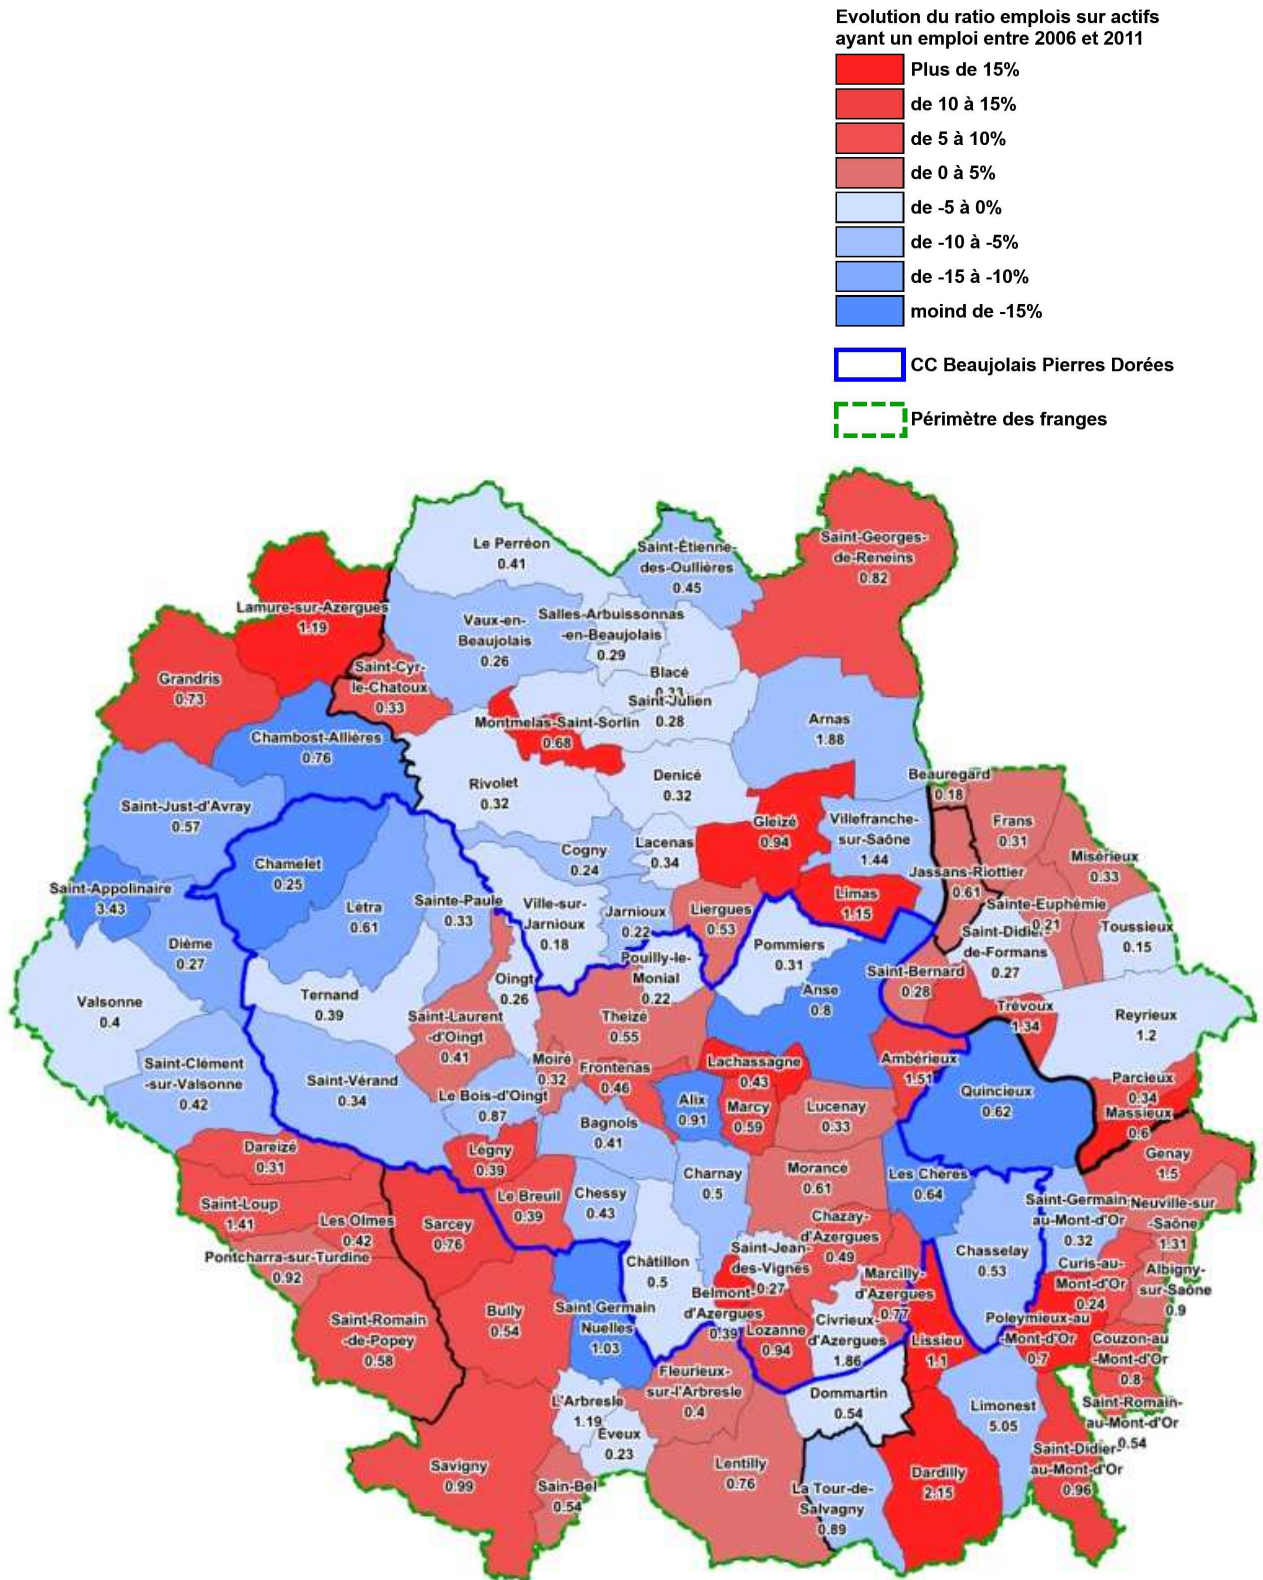 Evolution du ratio emplois sur actifs
ayant un emploi entre 2006 et 2011
Plus de 15%
de 10 à 15%
de 5 à 10%
de 0 à 5%
de -5 à 0%
de -10 à -5%
de -15 à -10%
moind de -15%
CC Beaujolais Pierres Dorées
Périmètre des franges
Le Perréon
0.41
Saint-Étienne-
des-Oullières
0.45
Saint-Georges-
de-Reneins
0.82
Lamure-sur-Azergues
1.19
Vaux-en-
Beaujolais
0.26
Salles-Arbuissonnas
-en-Beaujolais
0.29
Grandris
0.73
Saint-Cyr-
le-Chatoux
0.33
Blacé
0.33
Saint-Julien
0.28
Montmelas-Saint-Sorlin
0.68
Arnas
1.88
Chambost-Allières
0.76
Rivolet
0.32
Denicé
0.32
Beauregard
0.18
Saint-Just-d'Avray
0.57
Gleizé
0.94
Villefranche-
sur-Saône
1.44
Frans
0.31
Chamelet
0.25
Cogny
0.24
Lacenas
0.34
Misérieux
0.33
Jassans-Riottier
0.61
Saint-Appolinaire
3.43
Létra
0.61
Sainte-Paule
0.33
Ville-sur-
Jarnioux
0.18
Jarnioux
0.22
Liergues
0.53
Limas
1.15
Sainte-Euphémie
0.21
Toussieux
0.15
Dième
0.27
Pommiers
0.31
Saint-Didier
de-Formans
0.27
Pouilly-le-
Monial
0.22
Saint-Bernard
0.28
Valsonne
0.4
Ternand
0.39
Oingt
0.26
Anse
0.8
Trévoux
1.34
Reyrieux
1.2
Saint-Laurent
-d'Oingt
0.41
Theizé
0.55
Saint-Clément
-sur-Valsonne
0.42
Saint-Vérand
0.34
Moiré
0.32
Frontenas
0.46
Lachassagne
0.43
Ambérieux
1.51
Quincieux
0.62
Parcieux
0.34
Le Bois-d'Oingt
0.87
Alix
0.91
Marcy
0.59
Lucenay
0.33
Massieux
0.6
Bagnols
0.41
Dareizé
0.31
Légny
0.39
Genay
1.5
Charnay
0.5
Morancé
0.61
Les Chères
0.64
Le Breuil
0.39
Chessy
0.43
Saint-Loup
1.41
Saint-Germain-
au-Mont-d'Or
0.32
Neuville-sur
-Saône
1.31
Les Olmes
0.42
Sarcey
0.76
Chazay-
d'Azergues
0.49
Pontcharra-sur-Turdine
0.92
Châtillon
0.5
Saint-Jean-
des-Vignes
0.27
Chasselay
0.53
Curis-au-
Mont-d'Or
0.24
Albigny-
sur-Saône
0.9
Marcilly-
d'Azergues
0.77
Belmont-
d'Azergues
0.39
Saint-Romain
-de-Popey
0.58
Bully
0.54
Saint Germain
Nuelles
1.03
Lozanne
0.94
Civrieux-
d'Azergues
1.86
Lissieu
1.1
Poleymieux-au
-Mont-d'Or
0.7
Couzon-au
-Mont-d'Or
0.8
Fleurieux-
sur-l'Arbresle
0.4
L'Arbresle
1.19
Dommartin
0.54
Limonest
5.05
Saint-Romain-
au-Mont-d'Or
0.54
Éveux
0.23
Saint-Didier-
au-Mont-d'Or
0.96
Savigny
0.99
Sain-Bel
0.54
Lentilly
0.76
La Tour-de-
Salvagny
0.89
Dardilly
2.15